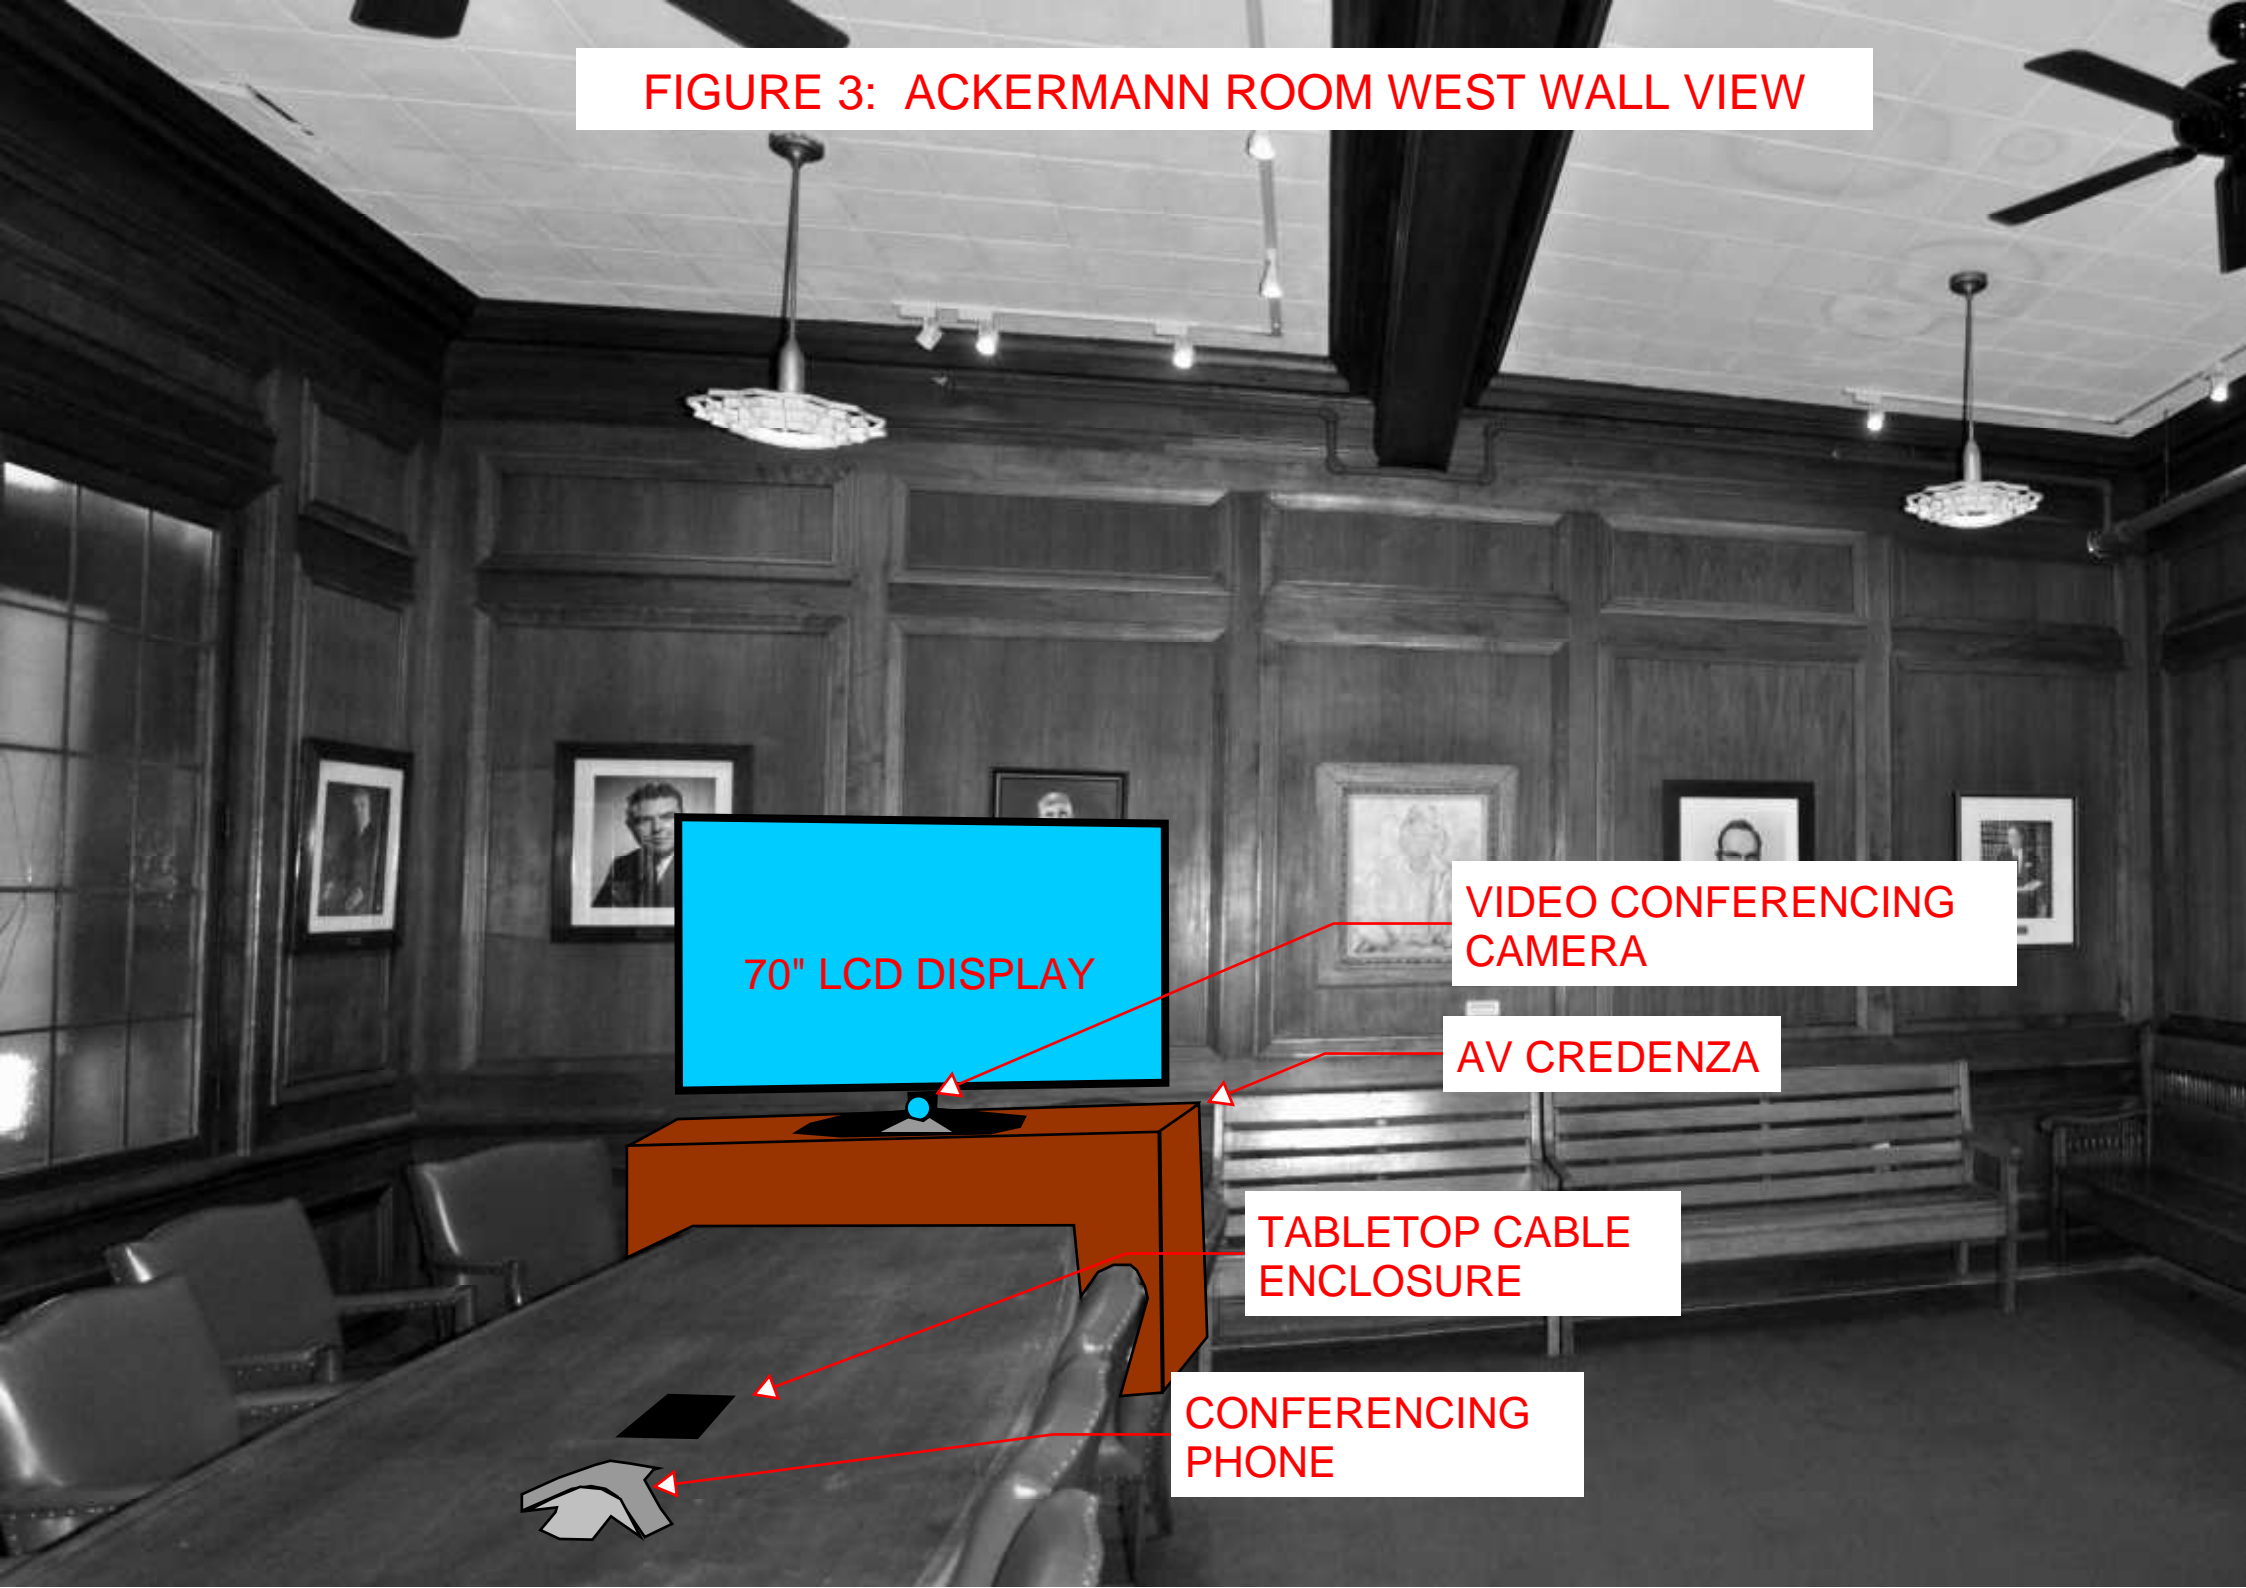 FIGURE 3: ACKERMANN ROOM WEST WALL VIEW
70" LCD DISPLAY
VIDEO CONFERENCING
CAMERA
AV CREDENZA
TABLETOP CABLE
ENCLOSURE
CONFERENCING
PHONE